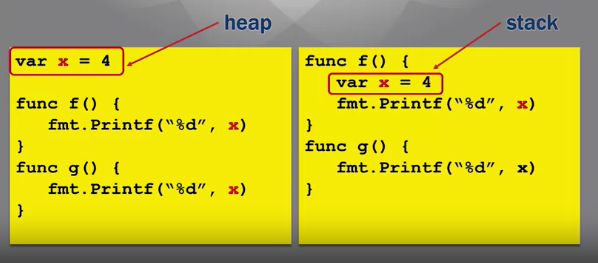 heap
var x = 4
func f() {
fmt.Printf(“%d”, x)
}
func g() {
fmt.Printf(“%d”, x)
}
stack
func f() {
var x = 4
fmt.Printf(“%d”, x)
}
func g() {
fmt.Printf(“%d”, x)
}